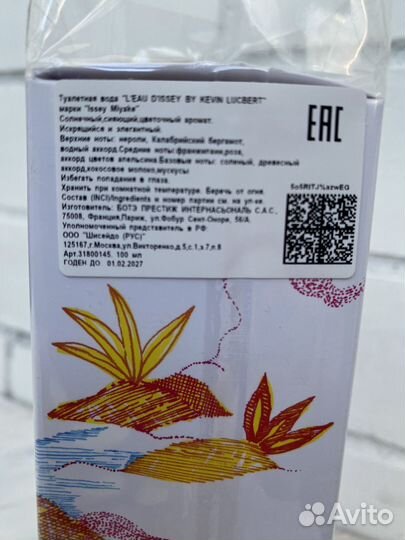 Туалетная вода "L'EAU D'ISSEY BY KEVIN LUCBERT"
марки "Issey Miyake"
Солнечный,сияющий,цветочный аромат.
Искрящийся и элегантный.
Верхние ноты: нероли, Калабрийский бергамот,
водный аккорд.Средние ноты:франжипани,роза,
аккорд цветов апельсина.Базовые ноты: соленый, древесный
аккорд,кокосовое молоко,мускусы
Избегать попадания в глаза.
Хранить при комнатной температуре. Беречь от огня.
Состав (INCI)/Ingredients и номер партии см. на уп-ке.
Изготовитель: БОТЭ ПРЕСТИЖ ИНТЕРНАСЬОНАЛЬ С.А.С.,
75008, Франция,Париж, ул.Фобур Сент-Оноре, 56/А
Уполномоченный представитель в РФ:
ООО "Шисейдо (РУС)"
125167,г.Москва,ул.Викторенко,д.5,с.1,э.7,п.8
Арт.31800145. 100 мл
ГОДЕН ДО 01.02.2027
EAC
Avito